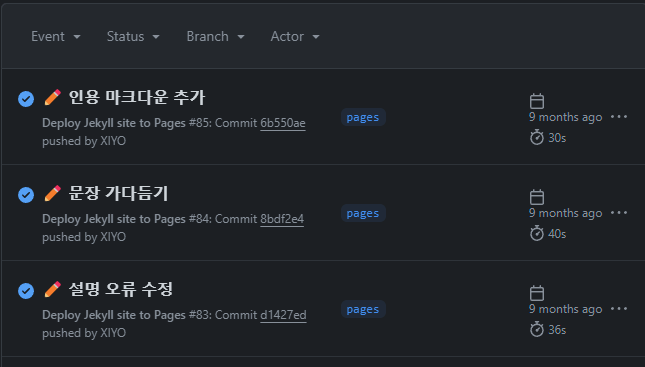 Event Status Branch Actor
인용 마크다운 추가
Deploy Jekyll site to Pages #85: Commit 6b550ae
pushed by XIYO
pages
9 months ago
30s
문장 가다듬기
Deploy Jekyll site to Pages #84: Commit 8bdf2e4
pushed by XIYO
pages
9 months ago
40s
설명 오류 수정
Deploy Jekyll site to Pages #83: Commit d1427ed
pushed by XIYO
pages
9 months ago
36s